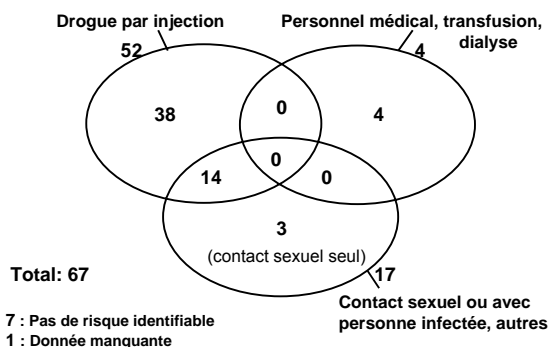 Drogue par injection
52
Personnel médical, transfusion,
dialyse
4
38
0
4
0
14
0
3
(contact sexuel seul)
Total: 67
17
Contact sexuel ou avec
personne infectée, autres
7 : Pas de risque identifiable
1 : Donnée manquante